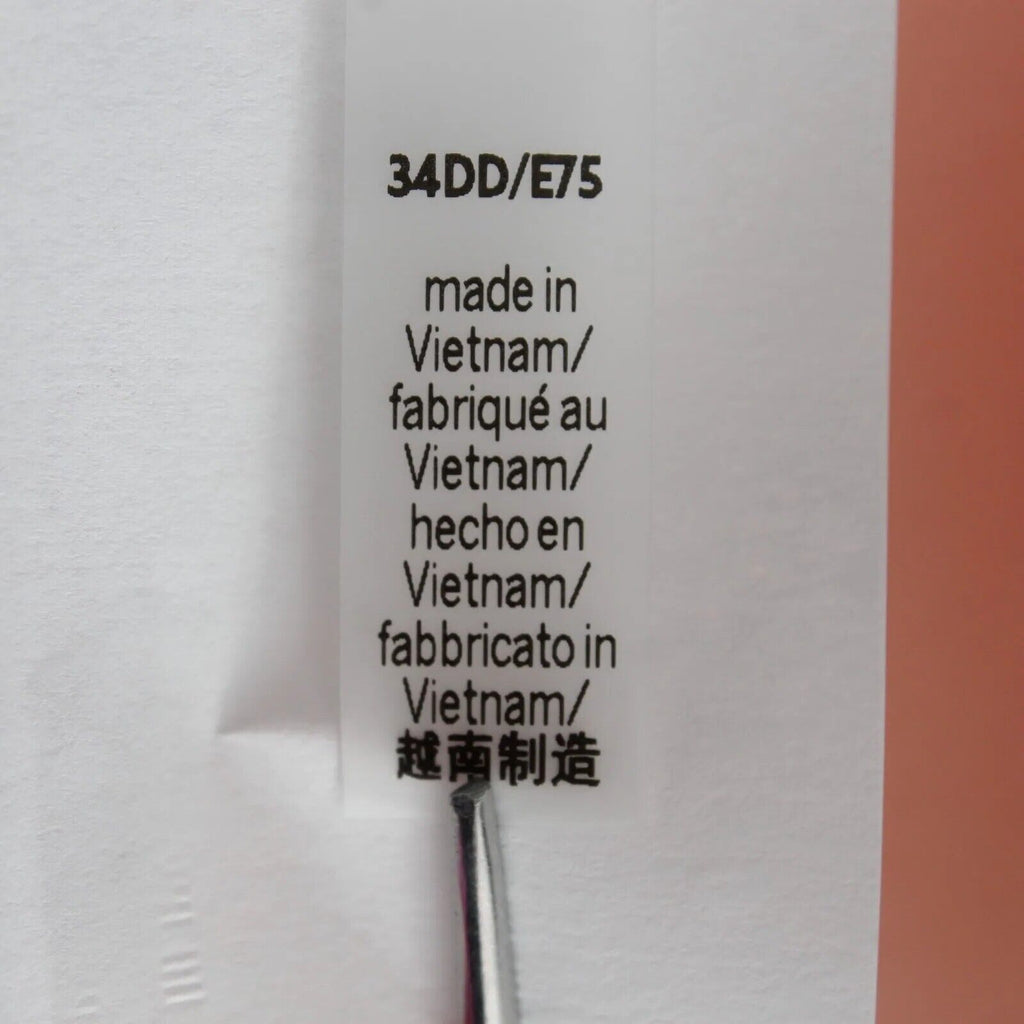 34DD/E75
made in
Vietnam/
fabriqué au
Vietnam/
hecho en
Vietnam/
fabbricato in
Vietnam/
越南制造